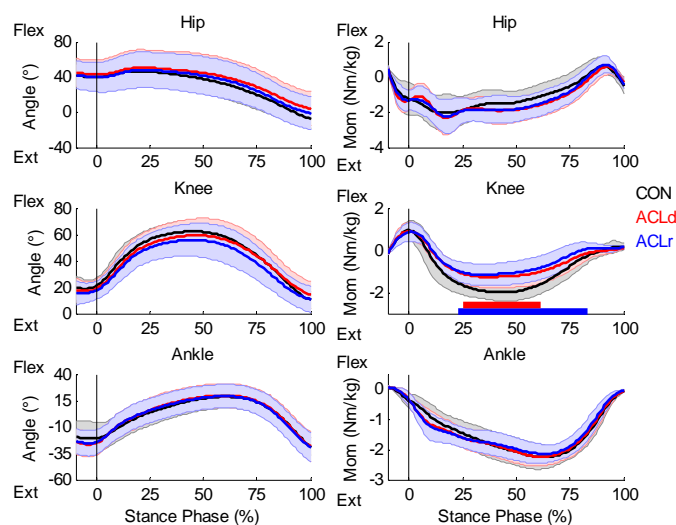 Flex
Hip
80
40
0
-40
Angle (°)
Ext
0
25
50
75
100
Flex
Hip
2
0
-2
-4
Mom (Nm/kg)
Ext
0
25
50
75
100
Flex
Knee
80
60
40
20
0
Angle (°)
Ext
0
25
50
75
100
Flex
Knee
2
0
-2
Mom (Nm/kg)
Ext
0
25
50
75
100
CON
ACLd
ACLr
Ankle
Flex
40
15
-10
-35
-60
Angle (°)
Ext
0
25
50
75
100
Stance Phase (%)
Flex
Ankle
0
-1
-2
-3
-4
Mom (Nm/kg)
Ext
0
25
50
75
100
Stance Phase (%)